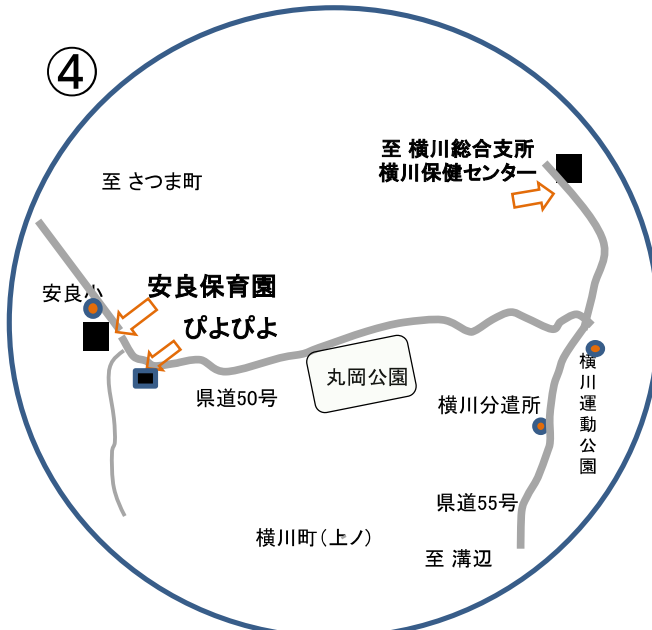 ④
至 横川総合支所
横川保健センター
至 さつま町
安良小
安良保育園
ぴよぴよ
丸岡公園
県道50号
横川分遣所
横川運動公園
県道55号
横川町（上ノ）
至 溝辺